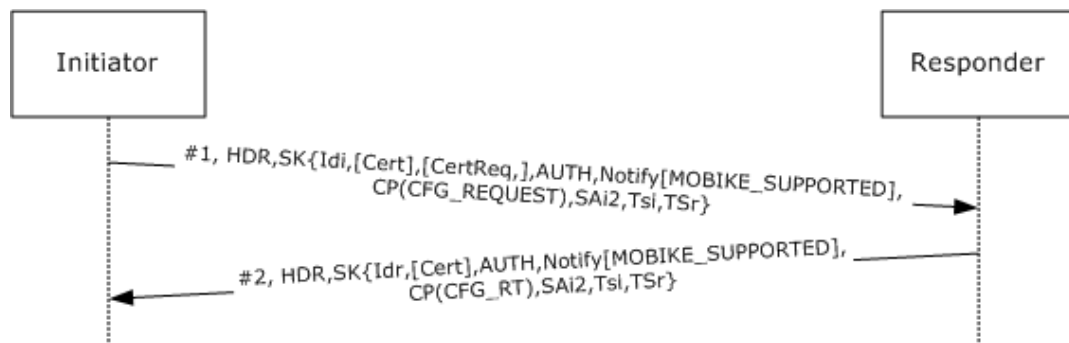 Initiator
Responder
#1, HDR,SK{Idi,[Cert],[CertReq,],AUTH,Notify[MOBIKE_SUPPORTED],
CP(CFG_REQUEST),SAi2,Tsi,TSr}
#2, HDR,SK{Idr,[Cert],AUTH,Notify[MOBIKE_SUPPORTED],
CP(CFG_RT),SAi2,Tsi,TSr}